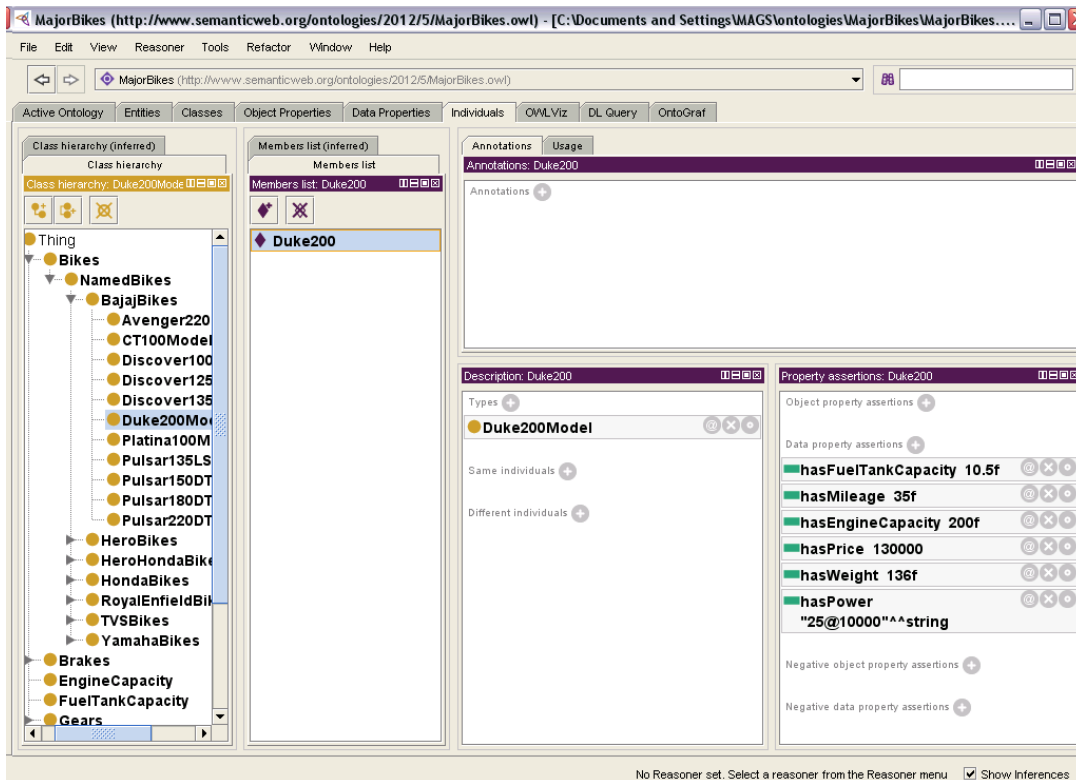 MajorBikes (http://www.semanticweb.org/ontologies/2012/5/MajorBikes.owl) - [C:\Documents and Settings\MAGS\ontologies\MajorBikes\MajorBikes....
File Edit View Reasoner Tools Refactor Window Help
MajorBikes (http://www.semanticweb.org/ontologies/2012/5/MajorBikes.owl)
Active Ontology Entities Classes Object Properties Data Properties Individuals OWLViz DL Query OntoGraf
Class hierarchy (inferred)
Class hierarchy
Class hierarchy: Duke200Mode
Thing
Bikes
NamedBikes
BajajBikes
Avenger220
CT100Model
Discover100
Discover125
Discover135
Duke200Mo
Platina100M
Pulsar135LS
Pulsar150DT
Pulsar180DT
Pulsar220DT
HeroBikes
HeroHondaBike
HondaBikes
RoyalEnfieldBik
TVSBikes
YamahaBikes
Brakes
EngineCapacity
FuelTankCapacity
Gears
Members list (inferred)
Members list
Members list: Duke200
Duke200
Annotations Usage
Annotations: Duke200
Annotations
Description: Duke200
Types
Duke200Model
Same individuals
Different individuals
Property assertions: Duke200
Object property assertions
Data property assertions
hasFuelTankCapacity 10.5f
hasMileage 35f
hasEngineCapacity 200f
hasPrice 130000
hasWeight 136f
hasPower
"25@10000"^^string
Negative object property assertions
Negative data property assertions
No Reasoner set. Select a reasoner from the Reasoner menu Show Inferences